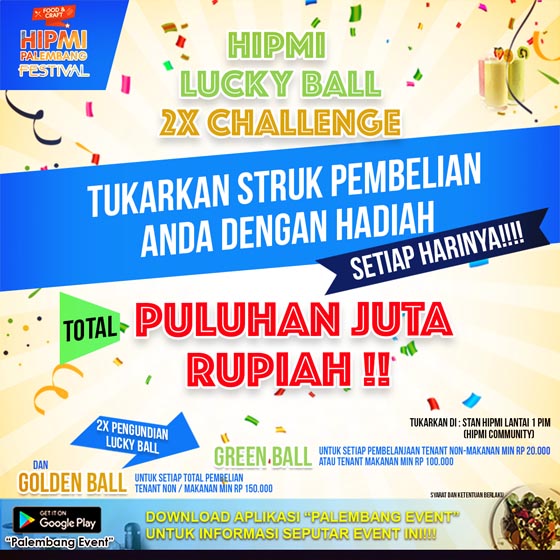 FOOD &
CRAFT
HIPMI
PALEMBANG
FESTIVAL
HIPMI
LUCKY BALL
2X CHALLENGE
TUKARKAN STRUK PEMBELIAN
ANDA DENGAN HADIAH
SETIAP HARINYA!!!!
TOTAL PULUHAN JUTA
RUPIAH !!
2X PENGUNDIAN
LUCKY BALL
TUKARKAN DI : STAN HIPMI LANTAI 1 PIM
(HIPMI COMMUNITY)
GREEN BALL
UNTUK SETIAP PEMBELANJAAN TENANT NON-MAKANAN MIN RP 20.000
ATAU TENANT MAKANAN MIN RP 100.000
DAN
GOLDEN BALL
UNTUK SETIAP TOTAL PEMBELIAN
TENANT NON / MAKANAN MIN RP 150.000
SYARAT DAN KETENTUAN BERLAKU
GET IT ON
Google Play
"Palembang Event"
DOWNLOAD APLIKASI "PALEMBANG EVENT"
UNTUK INFORMASI SEPUTAR EVENT INI!!!